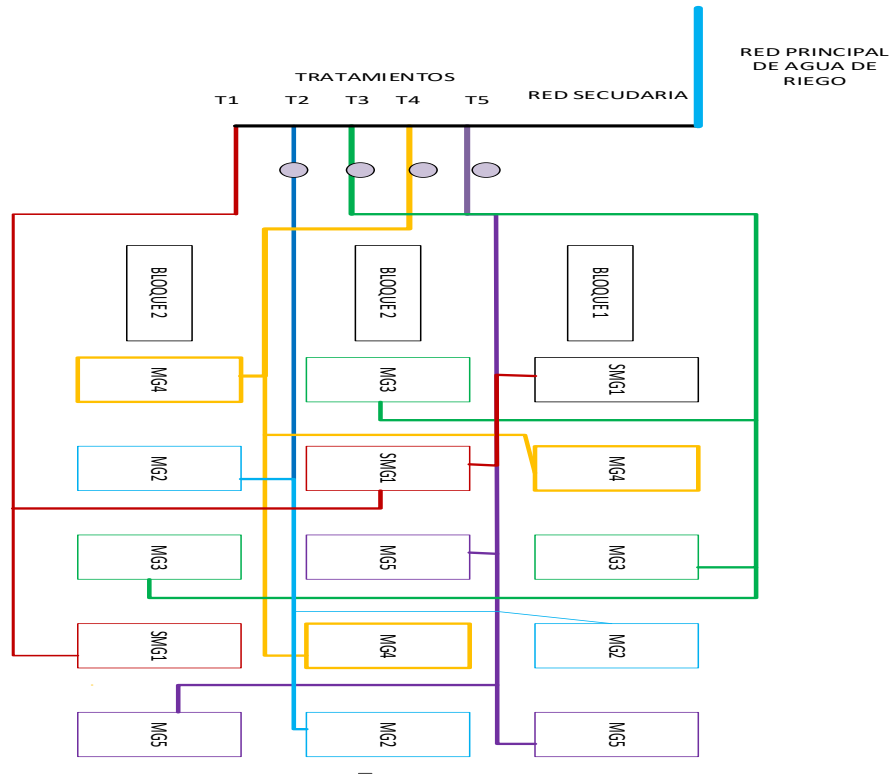 RED PRINCIPAL
DE AGUA DE
RIEGO
TRATAMIENTOS
RED SECUDARIA
T1 T2 T3 T4 T5
BLOQUE2 BLOQUE2 BLOQUE1
MG4 MG3 SMG1
MG2 SMG1 MG4
MG3 MG5 MG3
SMG1 MG4 MG2
MG5 MG2 MG5